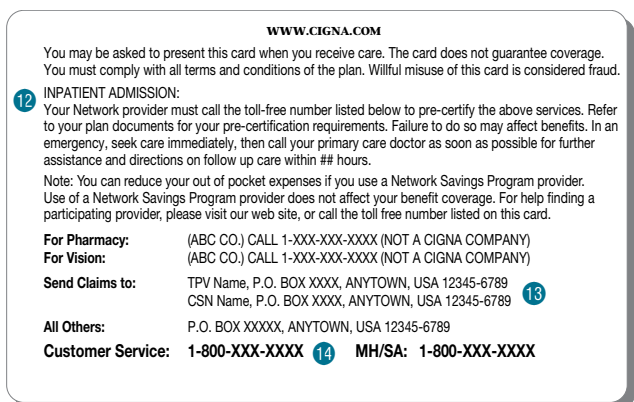 WWW.CIGNA.COM
You may be asked to present this card when you receive care. The card does not guarantee coverage.
You must comply with all terms and conditions of the plan. Willful misuse of this card is considered fraud.
12 INPATIENT ADMISSION:
Your Network provider must call the toll-free number listed below to pre-certify the above services. Refer
to your plan documents for your pre-certification requirements. Failure to do so may affect benefits. In an
emergency, seek care immediately, then call your primary care doctor as soon as possible for further
assistance and directions on follow up care within ## hours.
Note: You can reduce your out of pocket expenses if you use a Network Savings Program provider.
Use of a Network Savings Program provider does not affect your benefit coverage. For help finding a
participating provider, please visit our web site, or call the toll free number listed on this card.
For Pharmacy: (ABC CO.) CALL 1-XXX-XXX-XXXX (NOT A CIGNA COMPANY)
For Vision: (ABC CO.) CALL 1-XXX-XXX-XXXX (NOT A CIGNA COMPANY)
Send Claims to: TPV Name, P.O. BOX XXXX, ANYTOWN, USA 12345-6789
CSN Name, P.O. BOX XXXX, ANYTOWN, USA 12345-6789 13
All Others: P.O. BOX XXXXX, ANYTOWN, USA 12345-6789
Customer Service: 1-800-XXX-XXXX 14 MH/SA: 1-800-XXX-XXXX